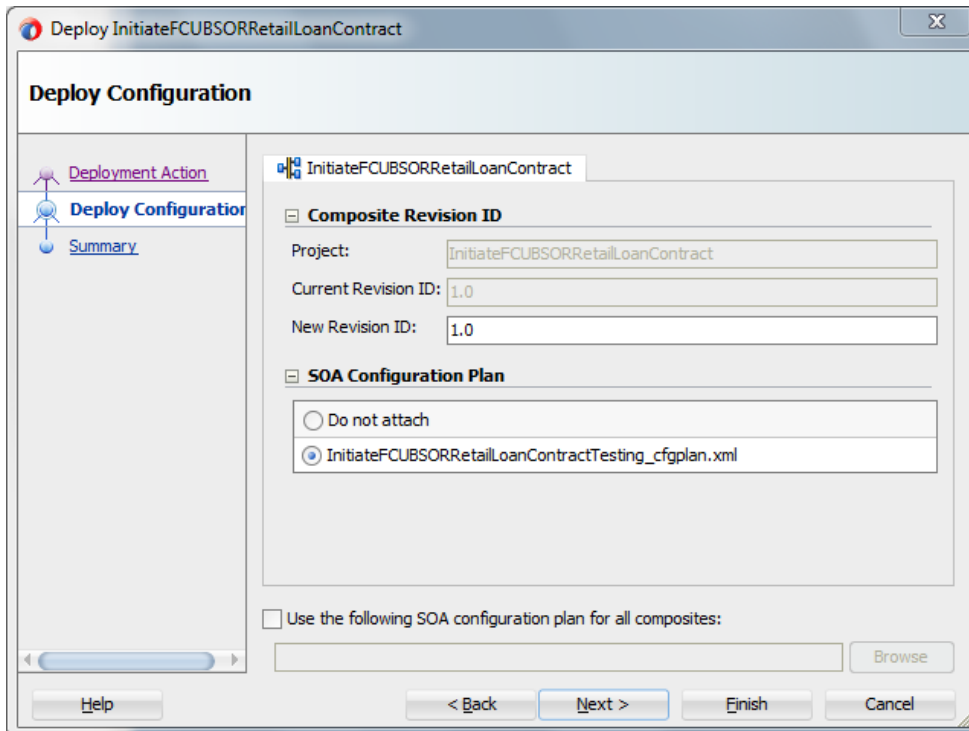 Deploy InitiateFCUBSORRetailLoanContract
Deploy Configuration
Deployment Action
Deploy Configuration
Summary
InitiateFCUBSORRetailLoanContract
Composite Revision ID
Project: InitiateFCUBSORRetailLoanContract
Current Revision ID: 1.0
New Revision ID: 1.0
SOA Configuration Plan
Do not attach
InitiateFCUBSORRetailLoanContractTesting_cfgplan.xml
Use the following SOA configuration plan for all composites:
Browse
Help < Back Next > Finish Cancel